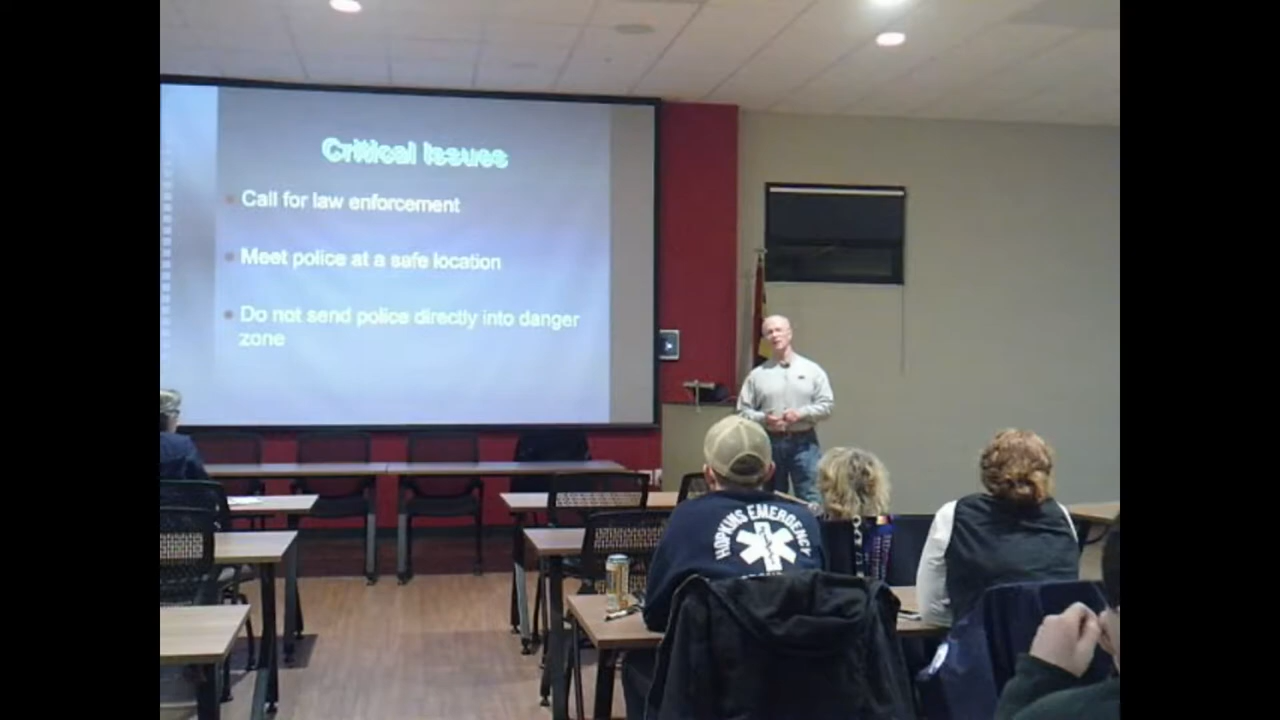 Critical Issues
Call for law enforcement
Meet police at a safe location
Do not send police directly into danger
zone
HOPKINS EMERGENCY